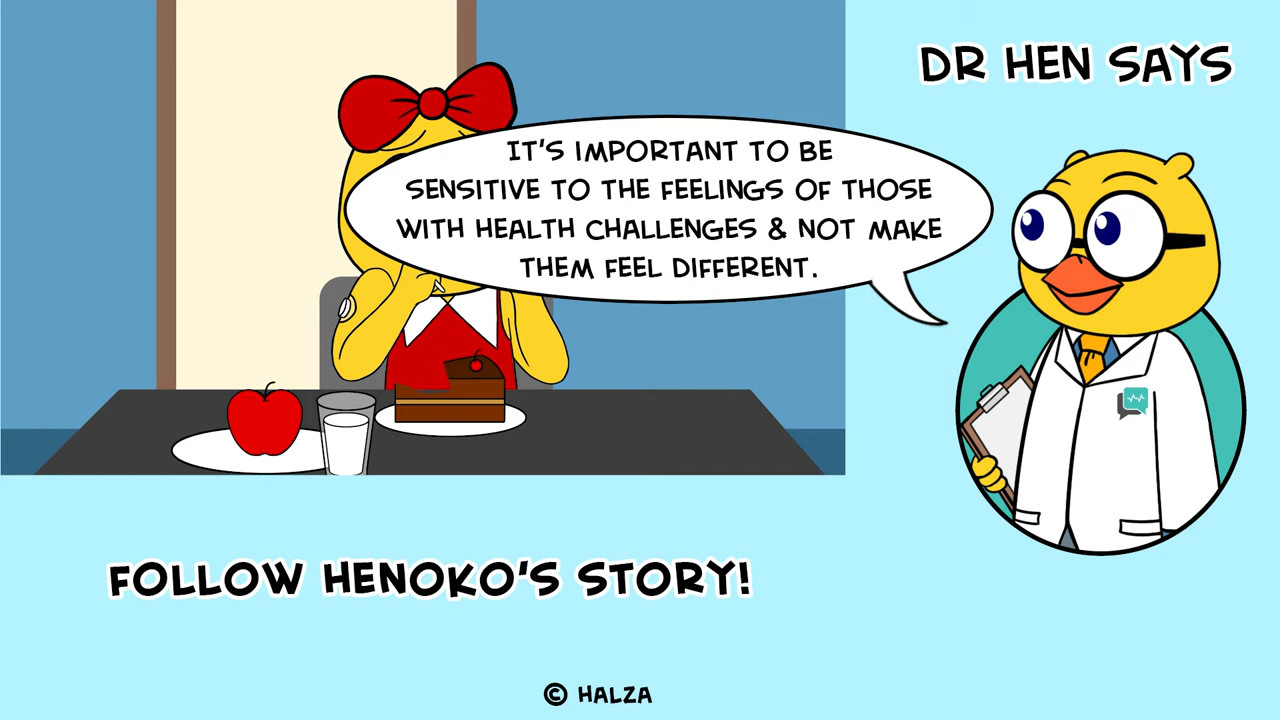 DR HEN SAYS
IT'S IMPORTANT TO BE
SENSITIVE TO THE FEELINGS OF THOSE
WITH HEALTH CHALLENGES & NOT MAKE
THEM FEEL DIFFERENT.
FOLLOW HENOKO'S STORY!
© HALZA